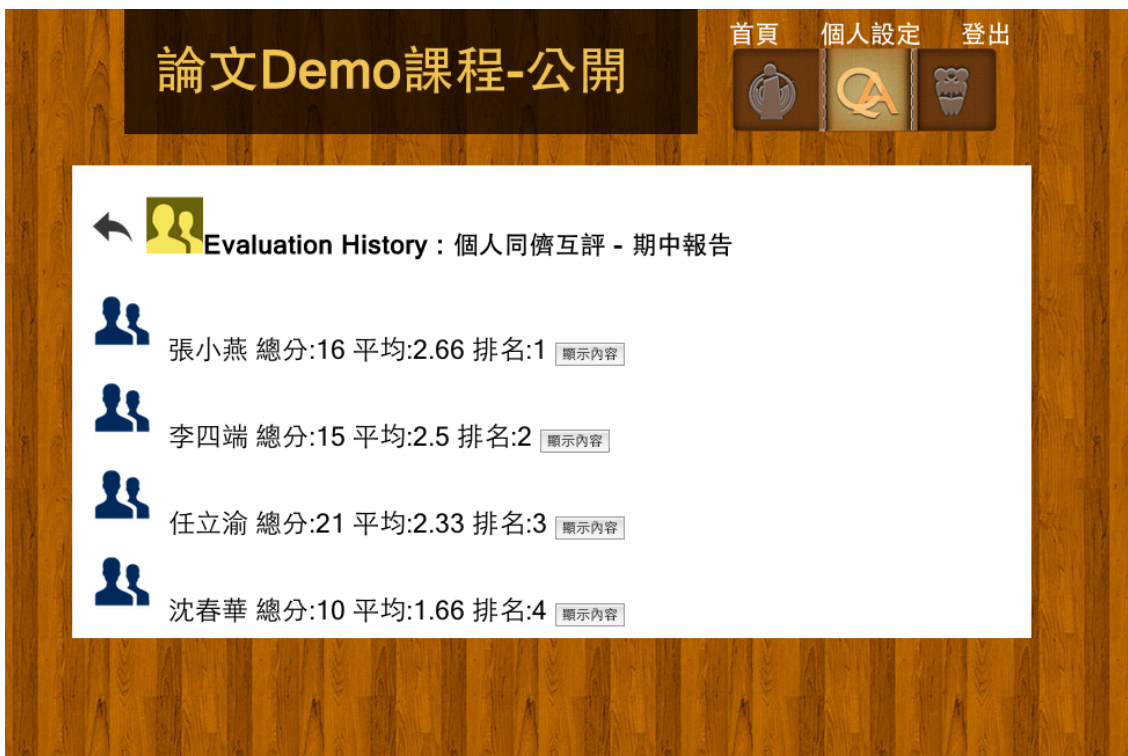 首頁 個人設定 登出
論文Demo課程-公開
QA
Evaluation History：個人同儕互評 - 期中報告
張小燕 總分:16 平均:2.66 排名:1 顯示內容
李四端 總分:15 平均:2.5 排名:2 顯示內容
任立渝 總分:21 平均:2.33 排名:3 顯示內容
沈春華 總分:10 平均:1.66 排名:4 顯示內容